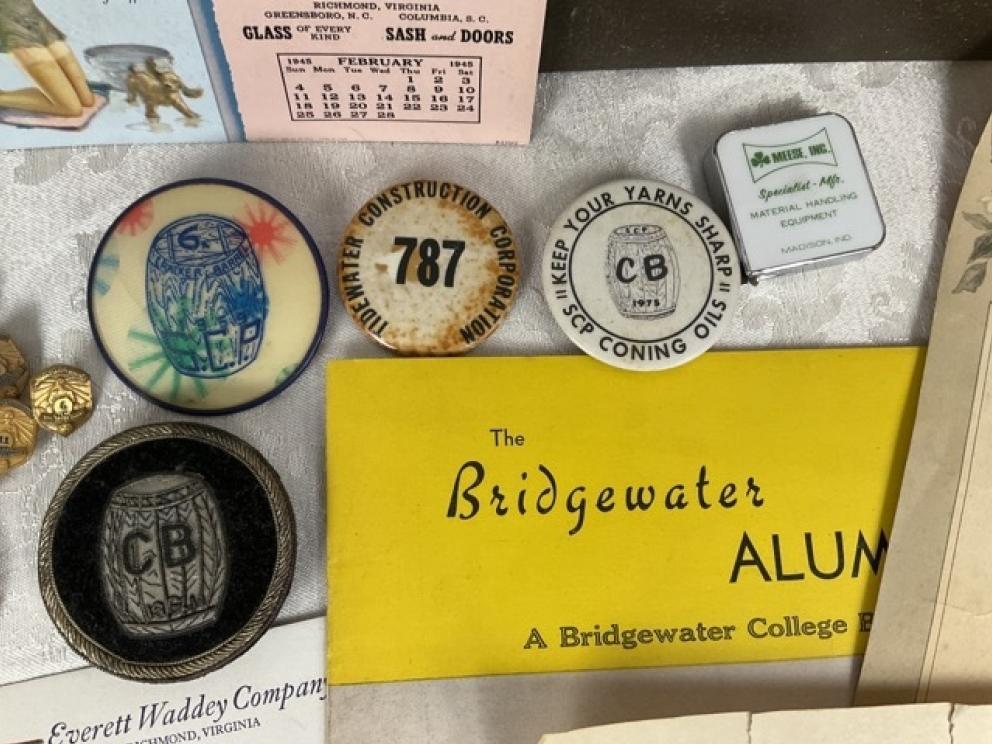 RICHMOND, VIRGINIA
GREENSBORO, N. C. COLUMBIA, S. C.
GLASS OF EVERY KIND SASH and DOORS
1945 FEBRUARY 1945
Sun Mon Tue Wed Thu Fri Sat
1 2 3
4 5 6 7 8 9 10
11 12 13 14 15 16 17
18 19 20 21 22 23 24
25 26 27 28
MEESE, INC.
Specialist - Mfr.
MATERIAL HANDLING
EQUIPMENT
MADISON, IND.
TIDEWATER CONSTRUCTION CORPORATION
787
"KEEP YOUR YARNS SHARP"
SCP
CB
1975
SCP CONING OILS
6
S.C.P
CB
The
Bridgewater
ALUM
A Bridgewater College B
Everett Waddey Company
RICHMOND, VIRGINIA